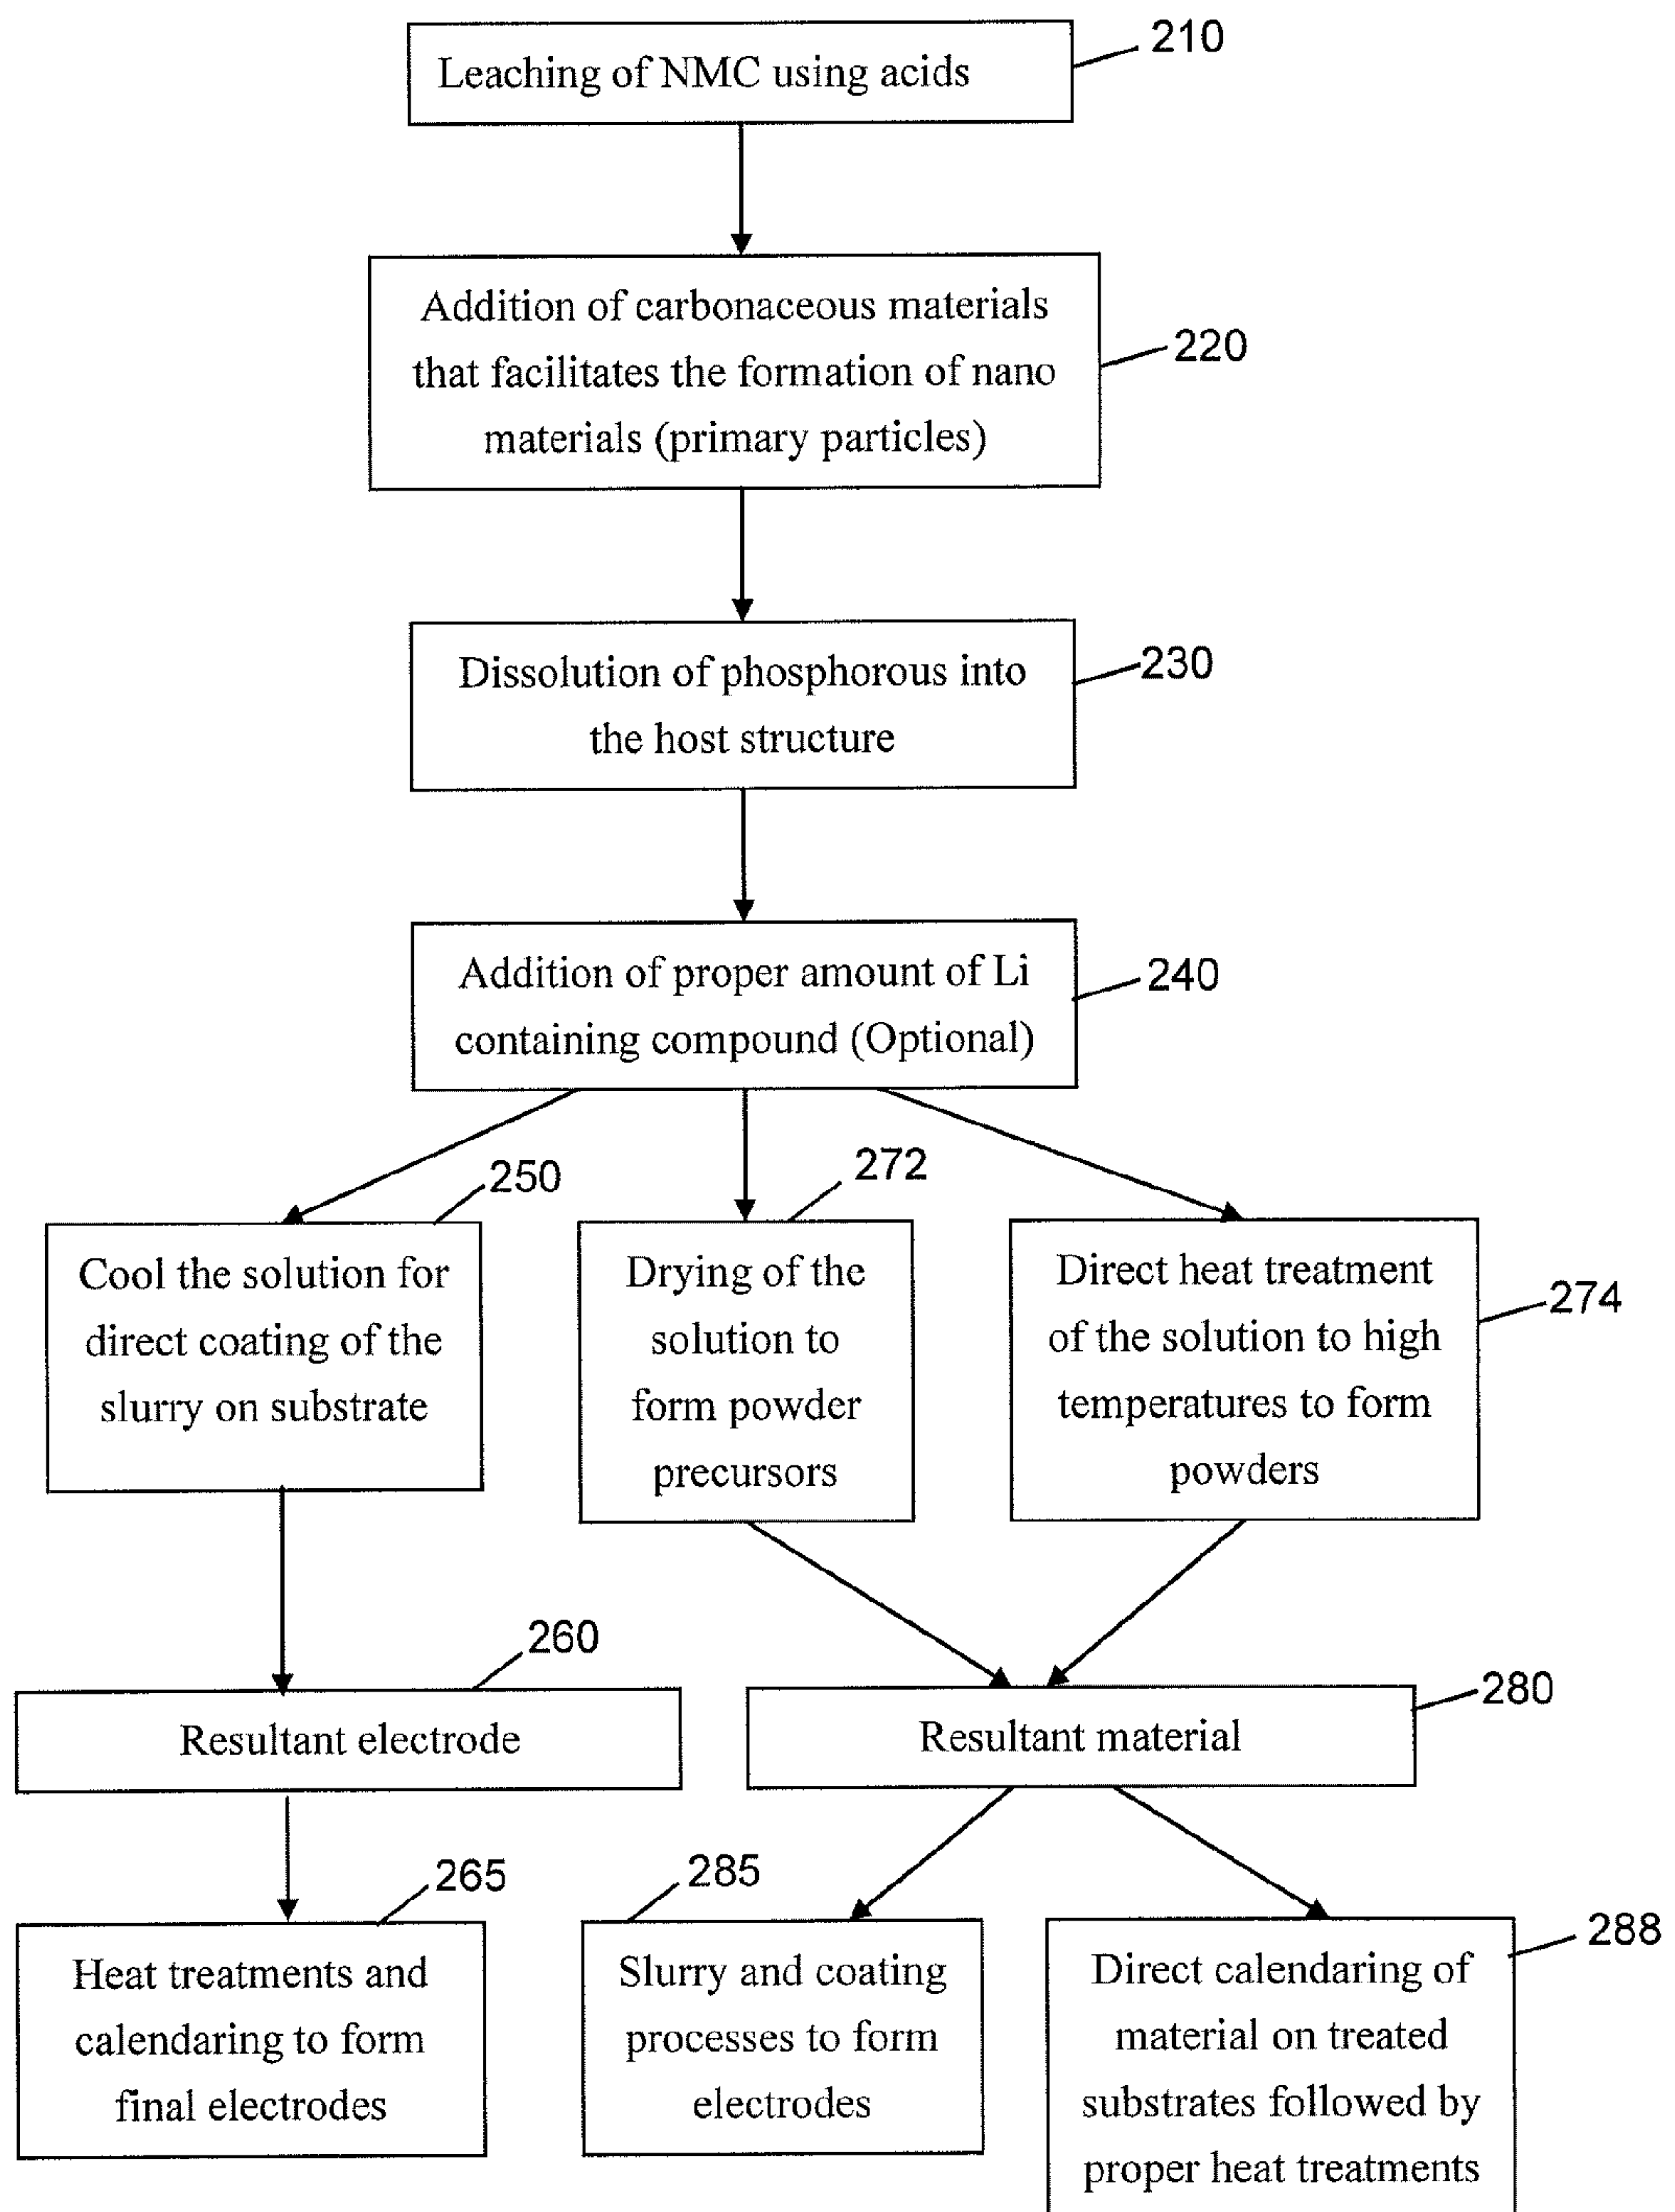 210
Leaching of NMC using acids
220
Addition of carbonaceous materials
that facilitates the formation of nano
materials (primary particles)
230
Dissolution of phosphorous into
the host structure
240
Addition of proper amount of Li
containing compound (Optional)
250
Cool the solution for
direct coating of the
slurry on substrate
272
Drying of the
solution to
form powder
precursors
274
Direct heat treatment
of the solution to high
temperatures to form
powders
260
Resultant electrode
280
Resultant material
265
Heat treatments and
calendaring to form
final electrodes
285
Slurry and coating
processes to form
electrodes
288
Direct calendaring of
material on treated
substrates followed by
proper heat treatments